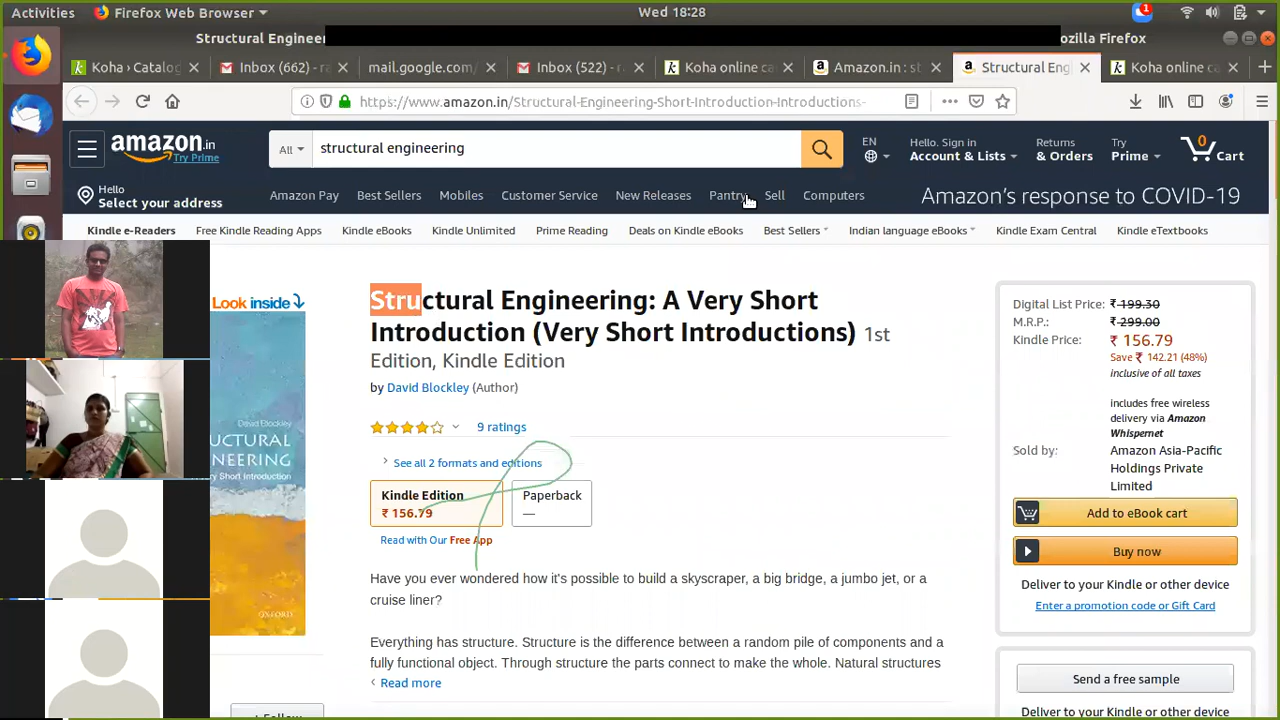 Activities Firefox Web Browser Wed 18:28 1
Structural Engineer ozilla Firefox
Koha › Catalog Inbox (662) - ra mail.google.com/ Inbox (522) - ra Koha online ca Amazon.in : st Structural Eng Koha online ca
https://www.amazon.in/Structural-Engineering-Short-Introduction-Introductions-
amazon.in
Try Prime
All structural engineering
EN
Hello. Sign in
Account & Lists
Returns
& Orders
Try
Prime
0
Cart
Hello
Select your address
Amazon Pay Best Sellers Mobiles Customer Service New Releases Pantry Sell Computers Amazon's response to COVID-19
Kindle e-Readers Free Kindle Reading Apps Kindle eBooks Kindle Unlimited Prime Reading Deals on Kindle eBooks Best Sellers Indian language eBooks Kindle Exam Central Kindle eTextbooks
Look inside
David Blockley
UCTURAL
NEERING
ery Short Introduction
OXFORD
+ Follow
Structural Engineering: A Very Short
Introduction (Very Short Introductions) 1st
Edition, Kindle Edition
by David Blockley (Author)
9 ratings
See all 2 formats and editions
Kindle Edition
₹ 156.79
Paperback
—
Read with Our Free App
Have you ever wondered how it's possible to build a skyscraper, a big bridge, a jumbo jet, or a
cruise liner?
Everything has structure. Structure is the difference between a random pile of components and a
fully functional object. Through structure the parts connect to make the whole. Natural structures
Read more
Digital List Price: ₹ 199.30
M.R.P.: ₹ 299.00
Kindle Price: ₹ 156.79
Save ₹ 142.21 (48%)
inclusive of all taxes
includes free wireless
delivery via Amazon
Whispernet
Sold by: Amazon Asia-Pacific
Holdings Private
Limited
Add to eBook cart
Buy now
Deliver to your Kindle or other device
Enter a promotion code or Gift Card
Send a free sample
Deliver to your Kindle or other device